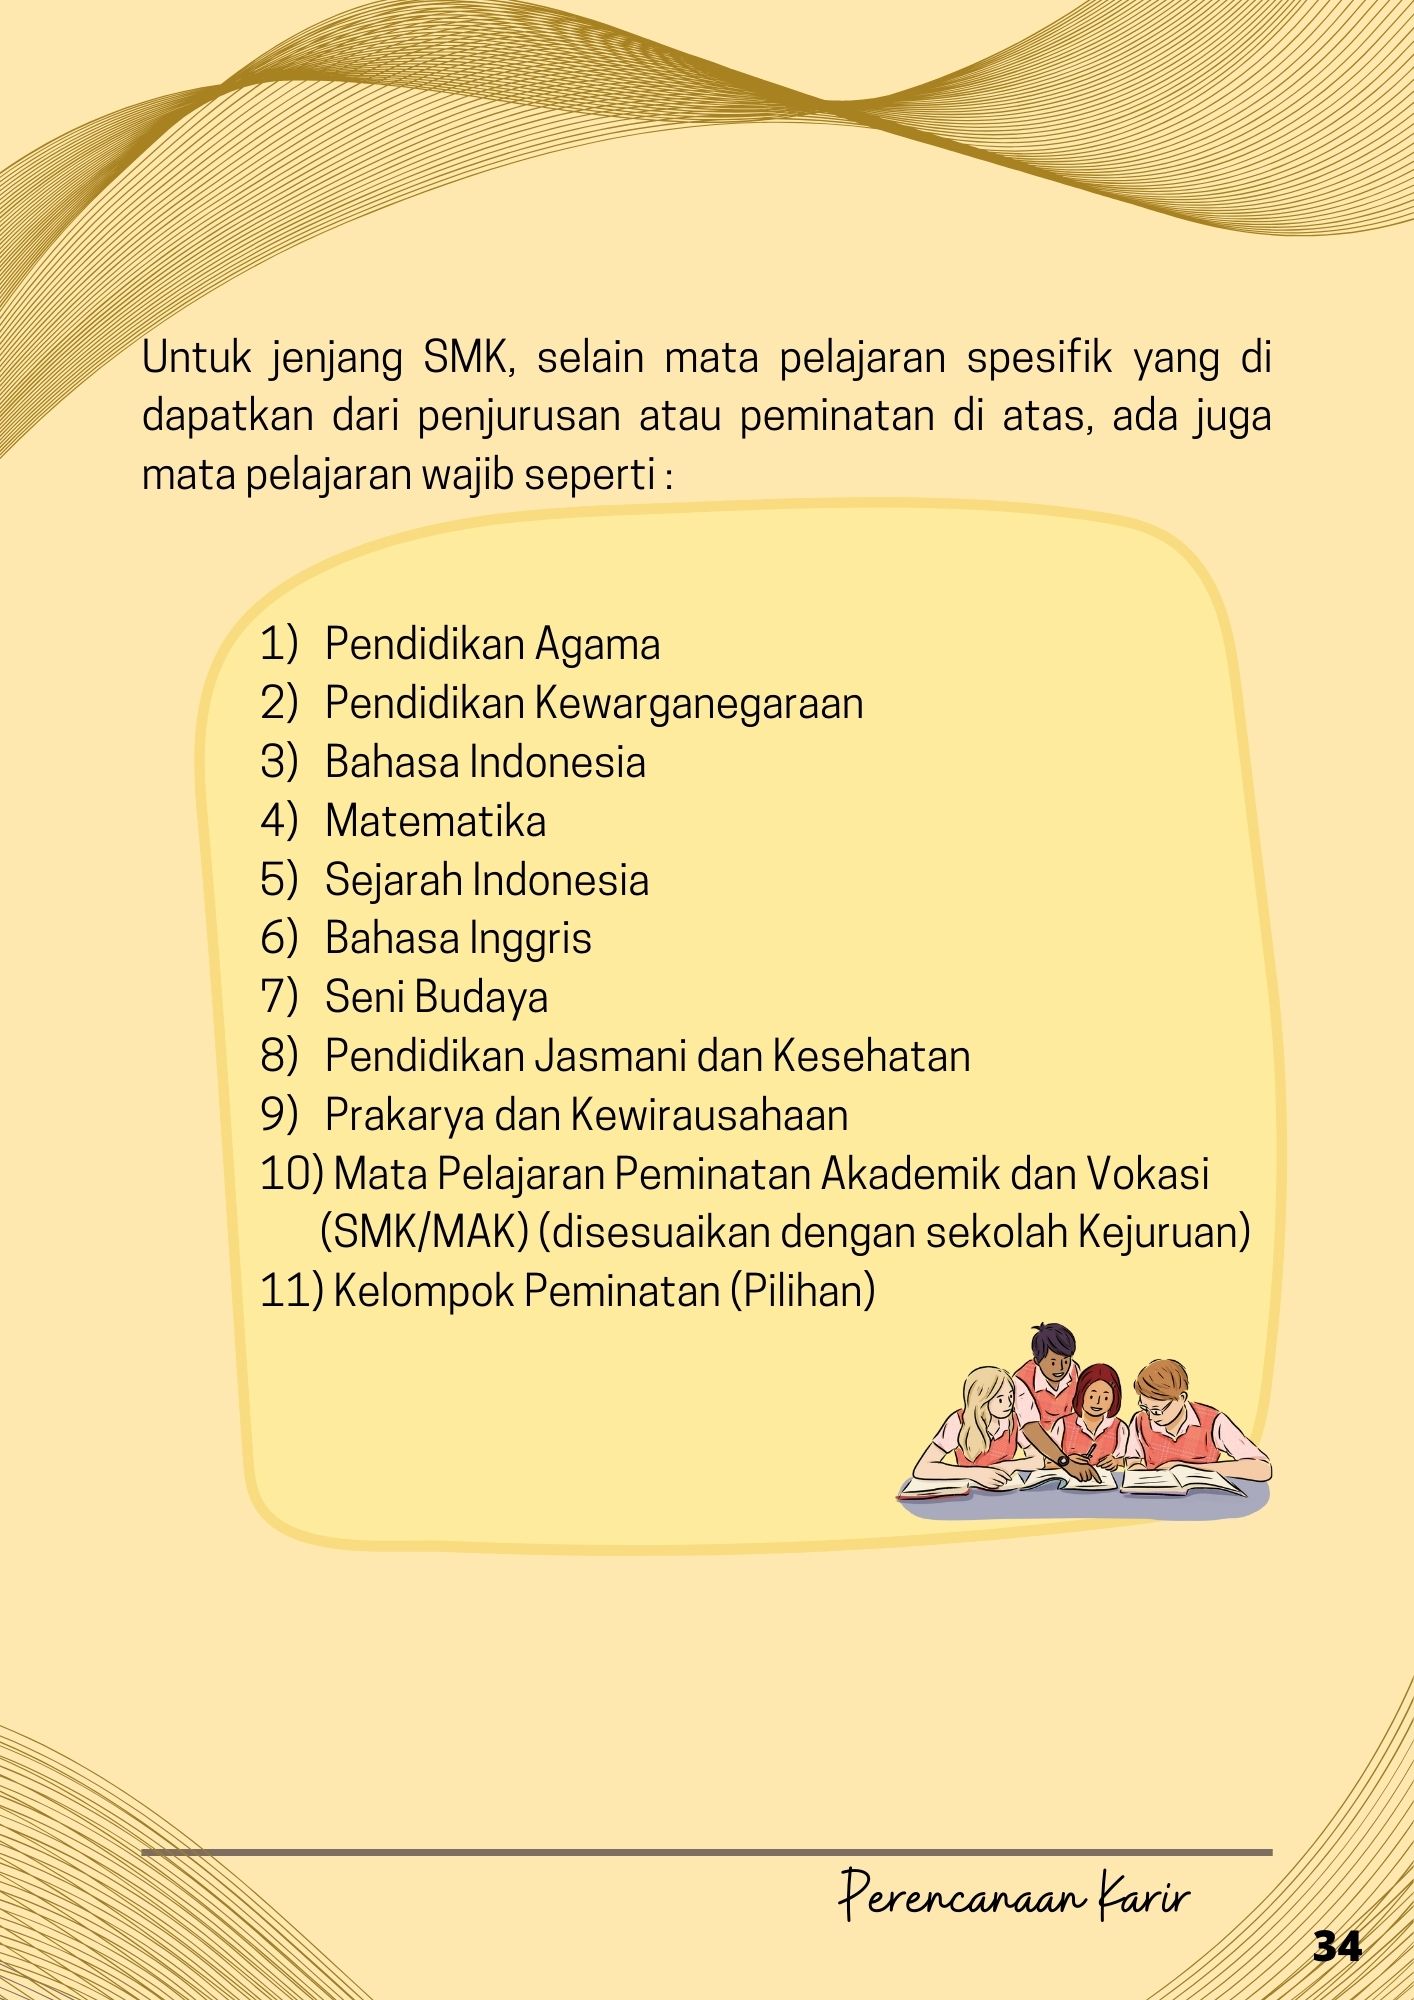 Untuk jenjang SMK, selain mata pelajaran spesifik yang di
dapatkan dari penjurusan atau peminatan di atas, ada juga
mata pelajaran wajib seperti :
1) Pendidikan Agama
2) Pendidikan Kewarganegaraan
3) Bahasa Indonesia
4) Matematika
5) Sejarah Indonesia
6) Bahasa Inggris
7) Seni Budaya
8) Pendidikan Jasmani dan Kesehatan
9) Prakarya dan Kewirausahaan
10) Mata Pelajaran Peminatan Akademik dan Vokasi
(SMK/MAK) (disesuaikan dengan sekolah Kejuruan)
11) Kelompok Peminatan (Pilihan)
Perencanaan Karir
34